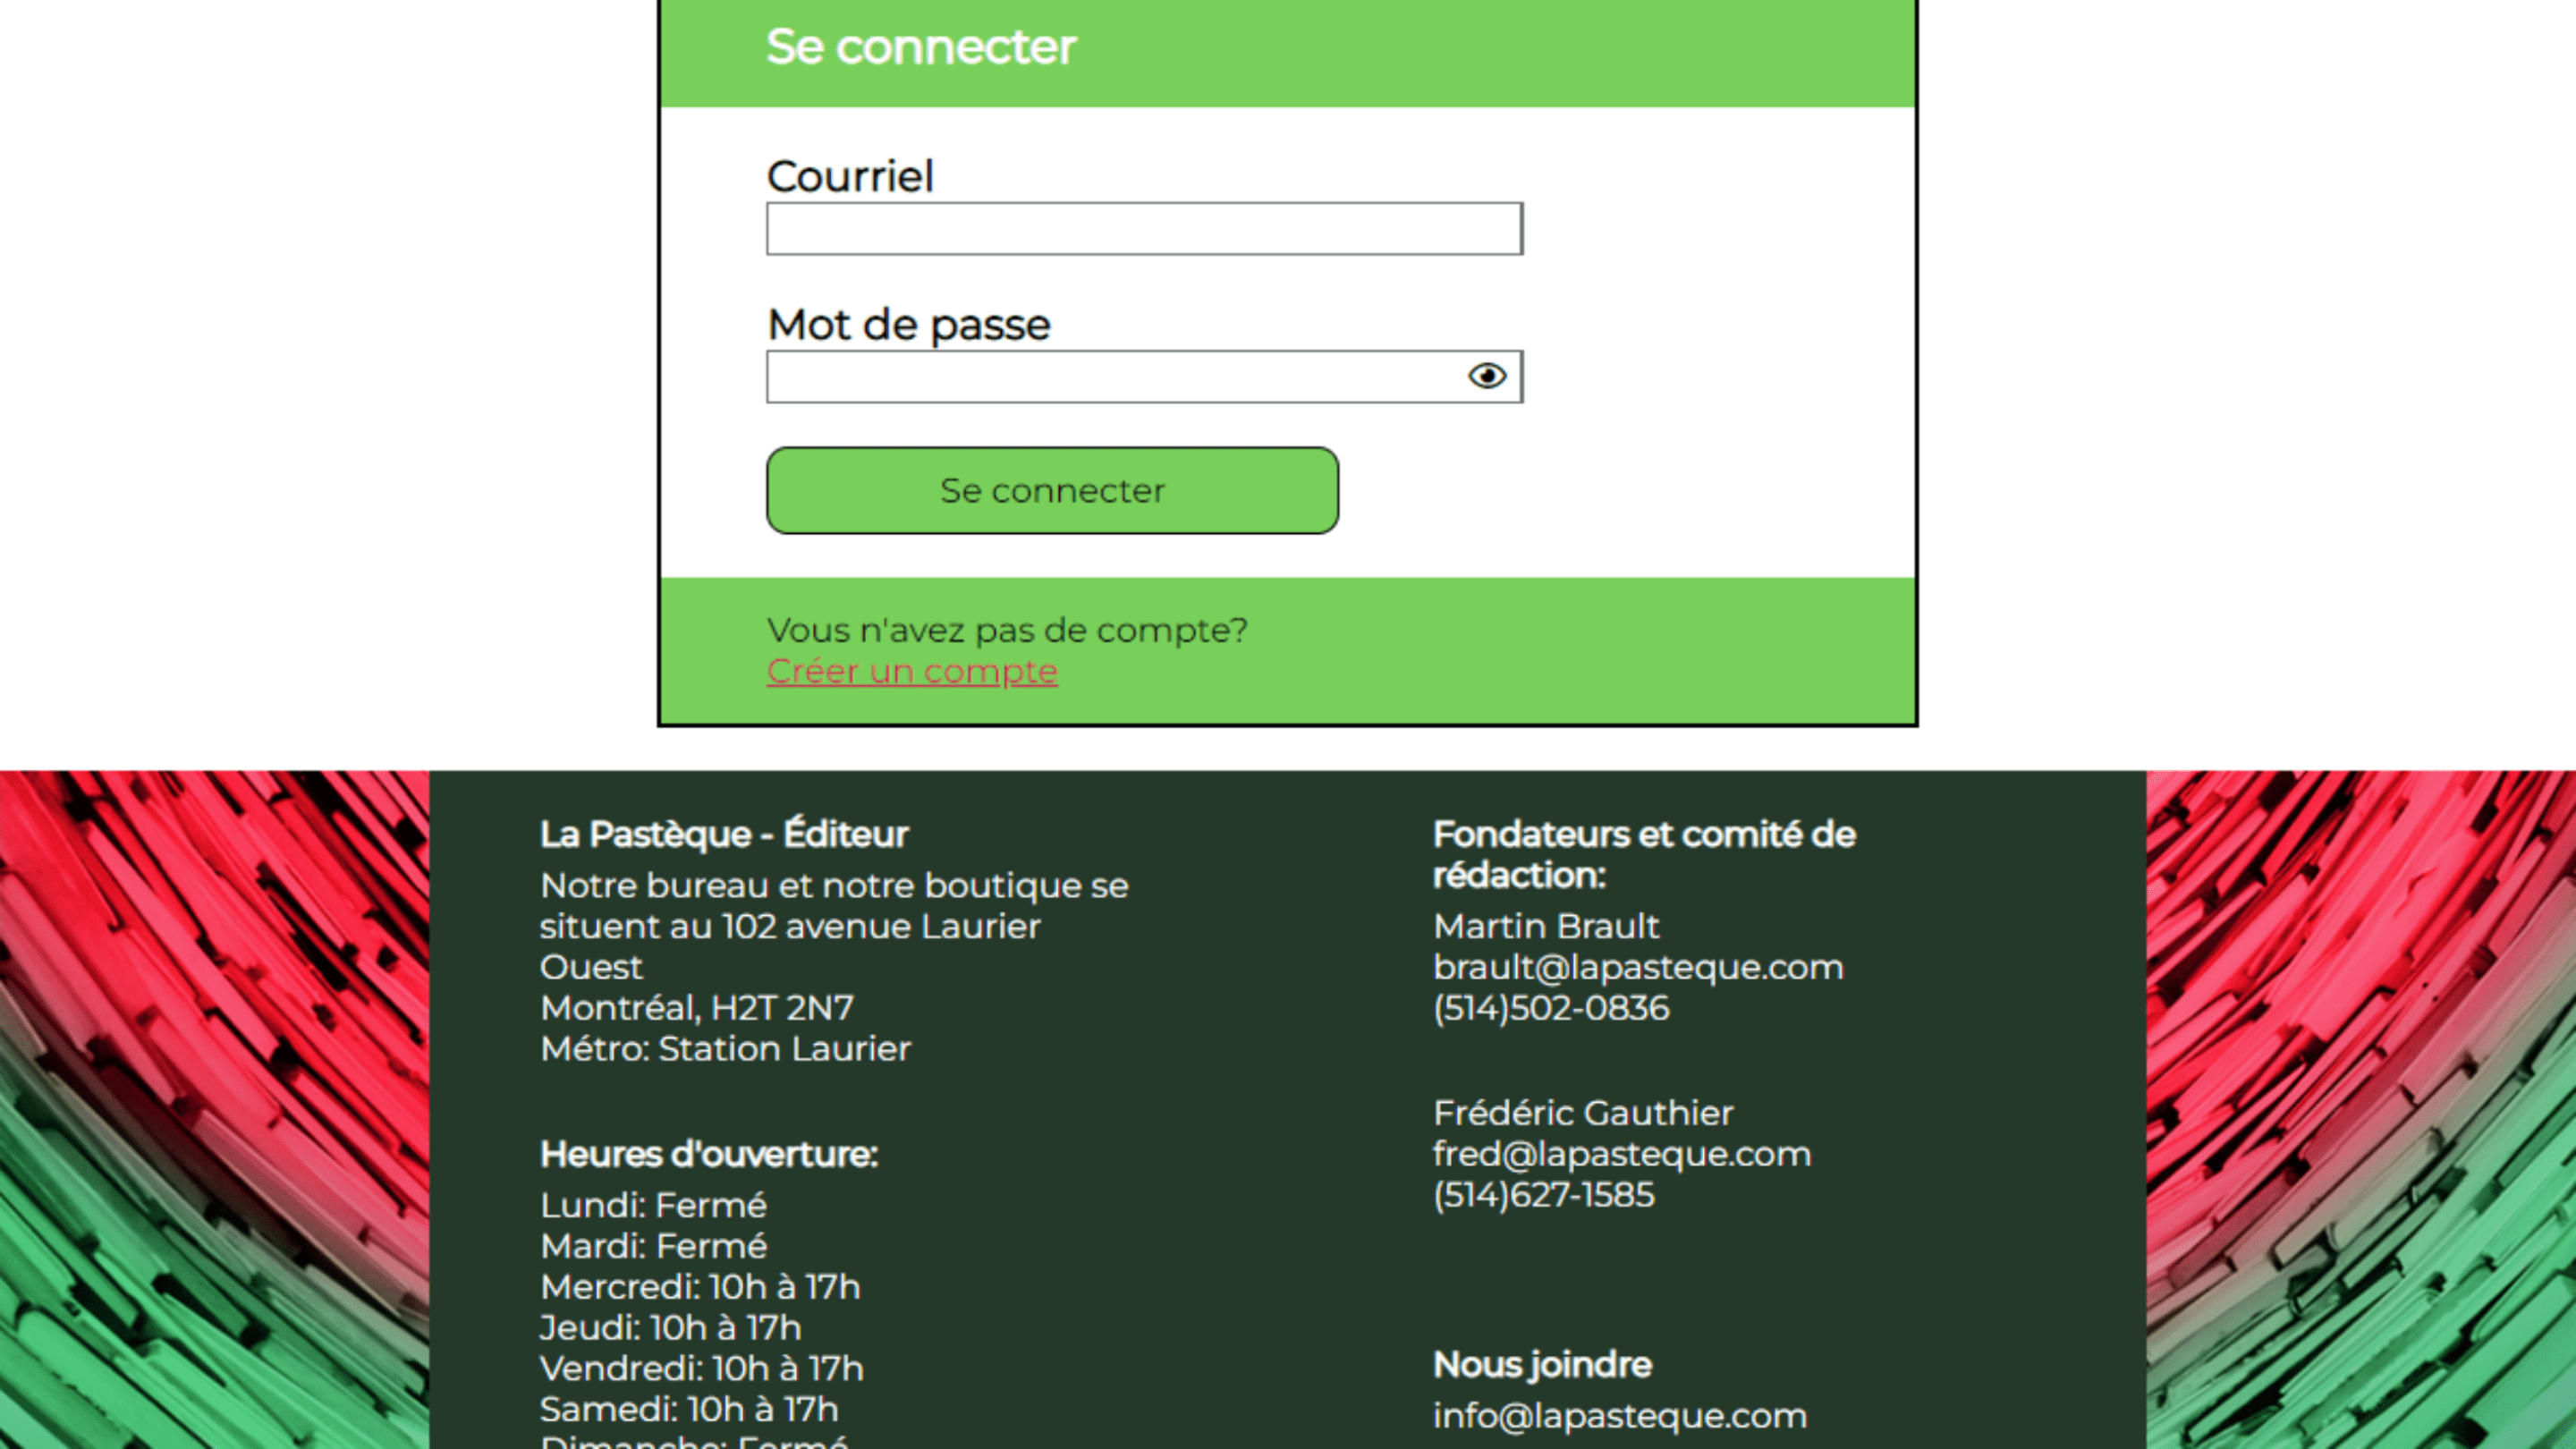 Se connecter
Courriel
Mot de passe
Se connecter
Vous n'avez pas de compte?
Créer un compte
La Pastèque - Éditeur
Notre bureau et notre boutique se
situent au 102 avenue Laurier
Ouest
Montréal, H2T 2N7
Métro: Station Laurier
Heures d'ouverture:
Lundi: Fermé
Mardi: Fermé
Mercredi: 10h à 17h
Jeudi: 10h à 17h
Vendredi: 10h à 17h
Samedi: 10h à 17h
Dimanche: Fermé
Fondateurs et comité de
rédaction:
Martin Brault
brault@lapasteque.com
(514)502-0836
Frédéric Gauthier
fred@lapasteque.com
(514)627-1585
Nous joindre
info@lapasteque.com